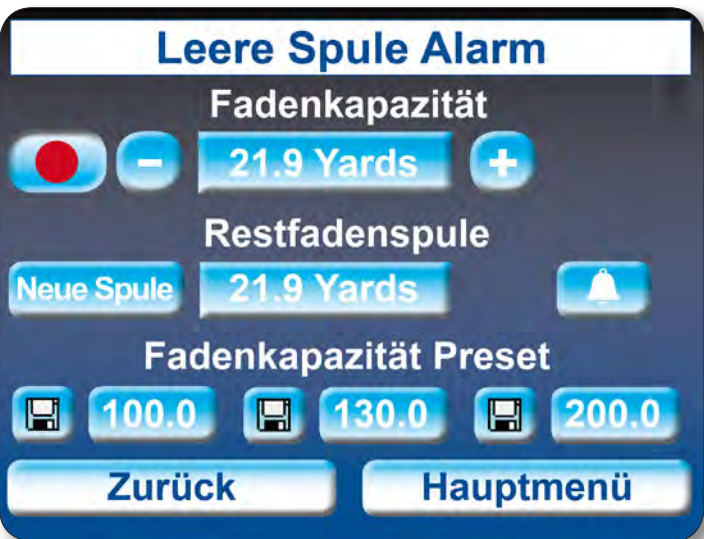 Leere Spule Alarm
Fadenkapazität
- 21.9 Yards +
Restfadenspule
Neue Spule 21.9 Yards
Fadenkapazität Preset
100.0 130.0 200.0
Zurück Hauptmenü